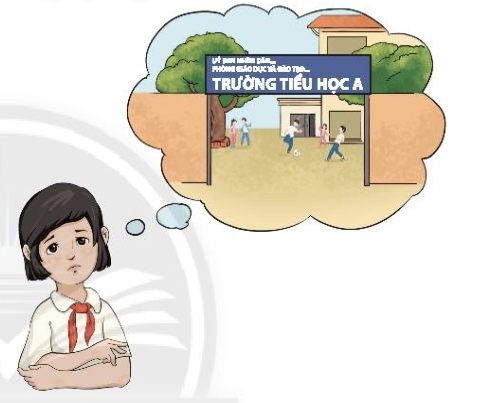 UỶ BAN NHÂN DÂN...
PHÒNG GIÁO DỤC VÀ ĐÀO TẠO...
TRƯỜNG TIỂU HỌC A